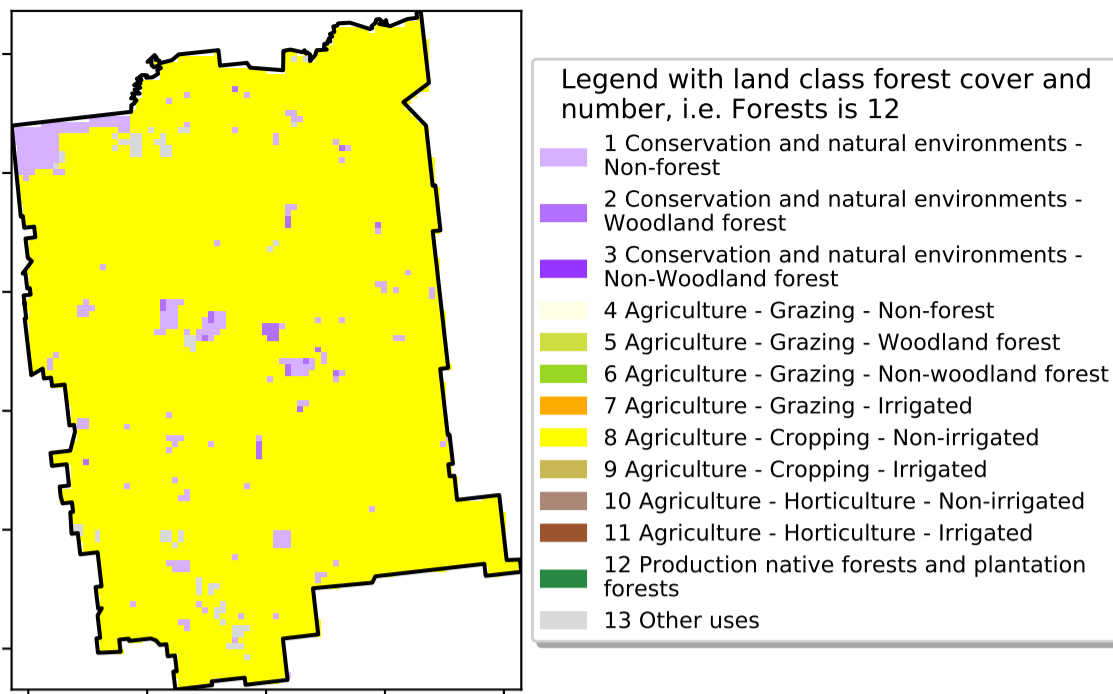 Legend with land class forest cover and
number, i.e. Forests is 12
1 Conservation and natural environments -
Non-forest
2 Conservation and natural environments -
Woodland forest
3 Conservation and natural environments -
Non-Woodland forest
4 Agriculture - Grazing - Non-forest
5 Agriculture - Grazing - Woodland forest
6 Agriculture - Grazing - Non-woodland forest
7 Agriculture - Grazing - Irrigated
8 Agriculture - Cropping - Non-irrigated
9 Agriculture - Cropping - Irrigated
10 Agriculture - Horticulture - Non-irrigated
11 Agriculture - Horticulture - Irrigated
12 Production native forests and plantation
forests
13 Other uses